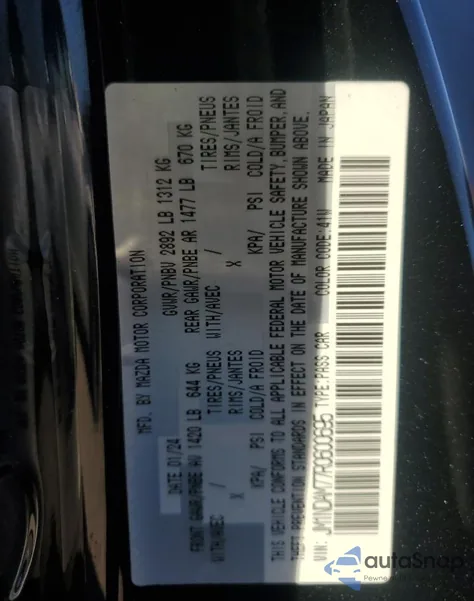 MFD. BY MAZDA MOTOR CORPORATION
DATE: 01/24 GVWR/PNBV 2892 LB 1312 KG
FRONT GAWR/PNBE AV 1420 LB 644 KG REAR GAWR/PNBE AR 1477 LB 670 KG
WITH/AVEC / TIRES/PNEUS WITH/AVEC / TIRES/PNEUS
X RIMS/JANTES X RIMS/JANTES
KPA/ PSI COLD/A FROID KPA/ PSI COLD/A FROID
THIS VEHICLE CONFORMS TO ALL APPLICABLE FEDERAL MOTOR VEHICLE SAFETY, BUMPER, AND
THEFT PREVENTION STANDARDS IN EFFECT ON THE DATE OF MANUFACTURE SHOWN ABOVE.
VIN: JM1NDAM77R0600695 TYPE:PASS CAR COLOR CODE:41W MADE IN JAPAN
autoSnap